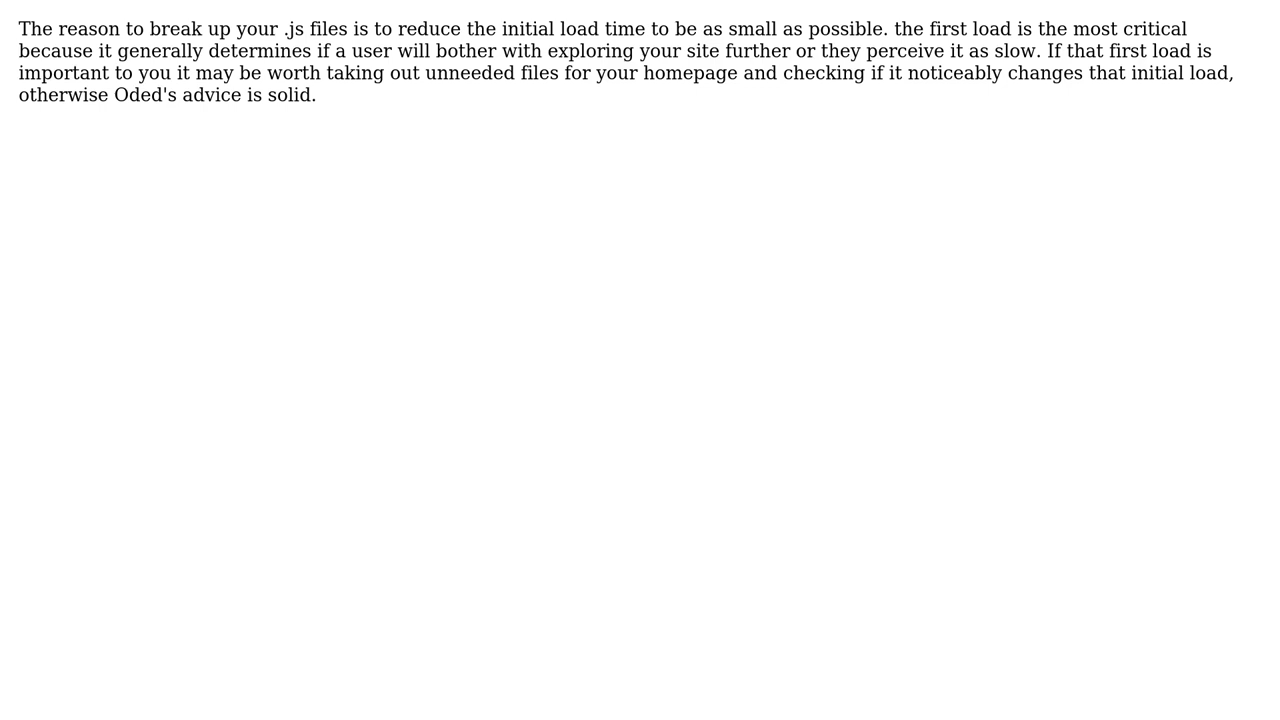 The reason to break up your .js files is to reduce the initial load time to be as small as possible. the first load is the most critical
because it generally determines if a user will bother with exploring your site further or they perceive it as slow. If that first load is
important to you it may be worth taking out unneeded files for your homepage and checking if it noticeably changes that initial load,
otherwise Oded's advice is solid.